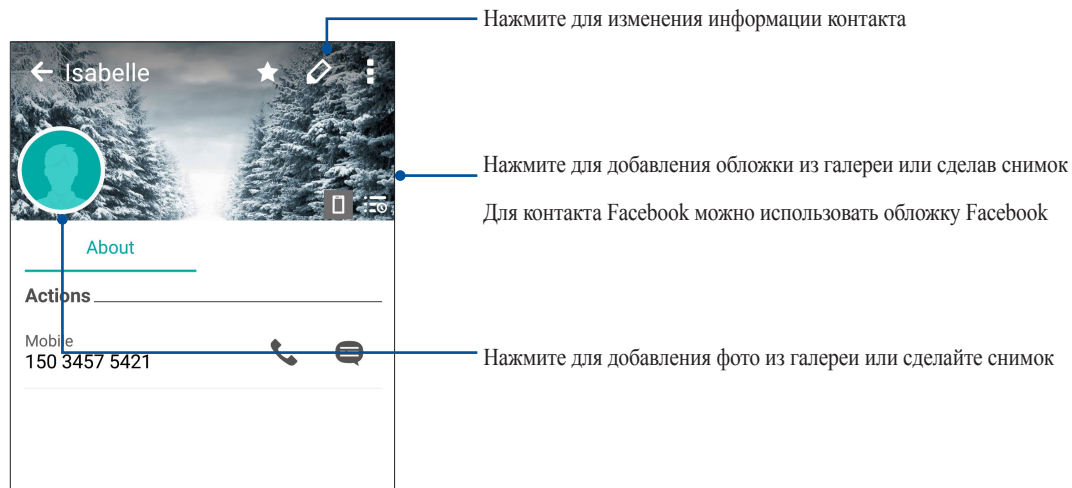 Нажмите для изменения информации контакта
Isabelle
Нажмите для добавления обложки из галереи или сделав снимок
Для контакта Facebook можно использовать обложку Facebook
About
Actions
Mobile
150 3457 5421
Нажмите для добавления фото из галереи или сделайте снимок